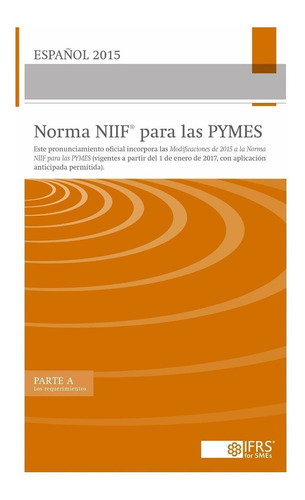 ESPAÑOL 2015
Norma NIIF® para las PYMES
Este pronunciamiento oficial incorpora las Modificaciones de 2015 a la Norma
NIIF para las PYMES (vigentes a partir del 1 de enero de 2017, con aplicación
anticipada permitida).
PARTE A
Los requerimientos
IFRS®
for SMEs